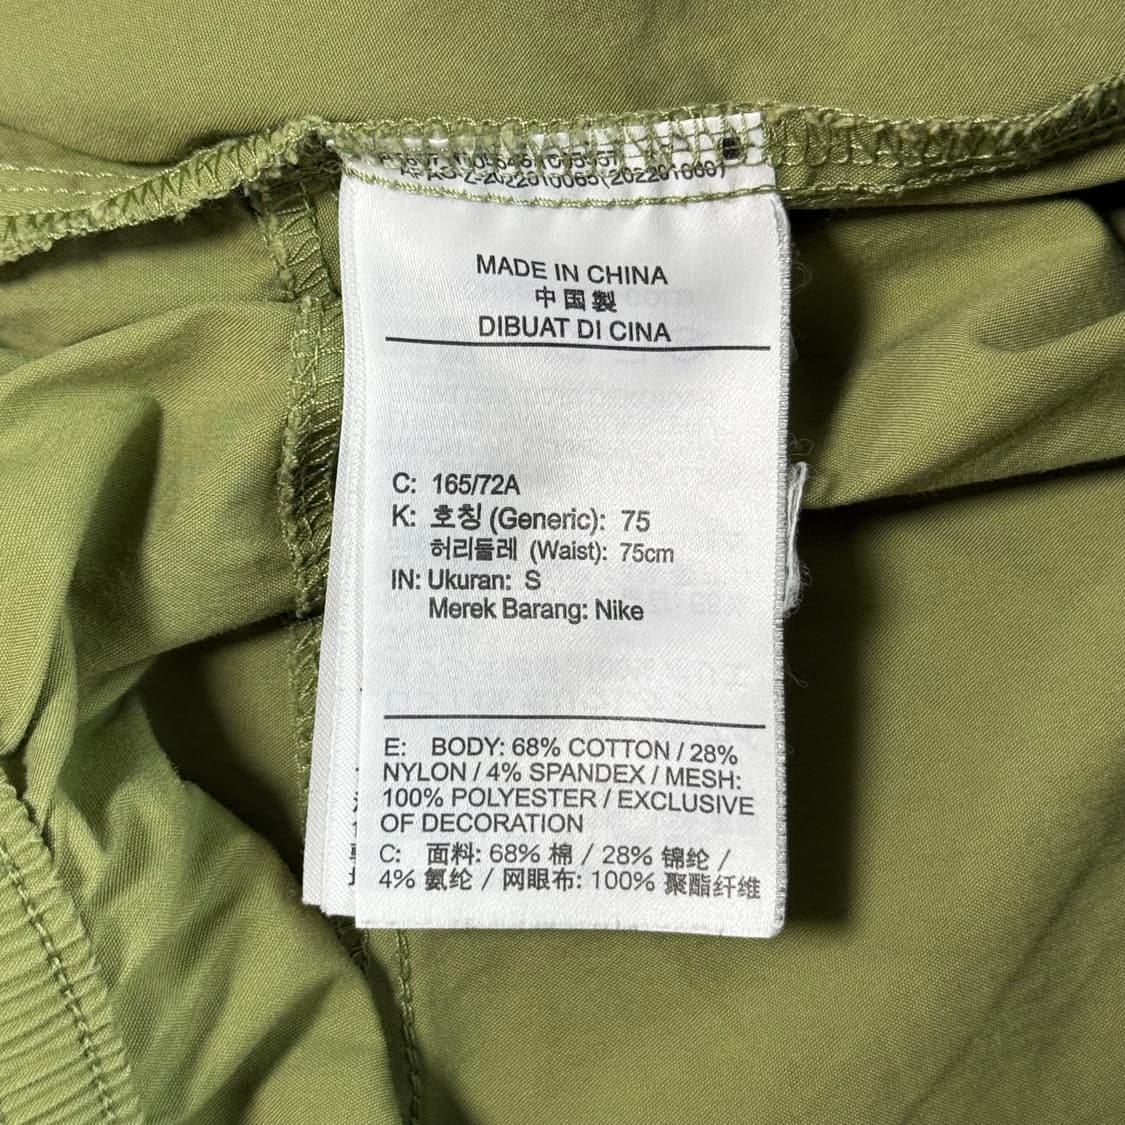 APAC-Z-2022010065(202201060)
MADE IN CHINA
中国製
DIBUAT DI CINA
C: 165/72A
K: 호칭 (Generic): 75
허리둘레 (Waist): 75cm
IN: Ukuran: S
Merek Barang: Nike
E: BODY: 68% COTTON / 28%
NYLON / 4% SPANDEX / MESH:
100% POLYESTER / EXCLUSIVE
OF DECORATION
C: 面料: 68% 棉 / 28% 锦纶 /
4% 氨纶 / 网眼布: 100% 聚酯纤维